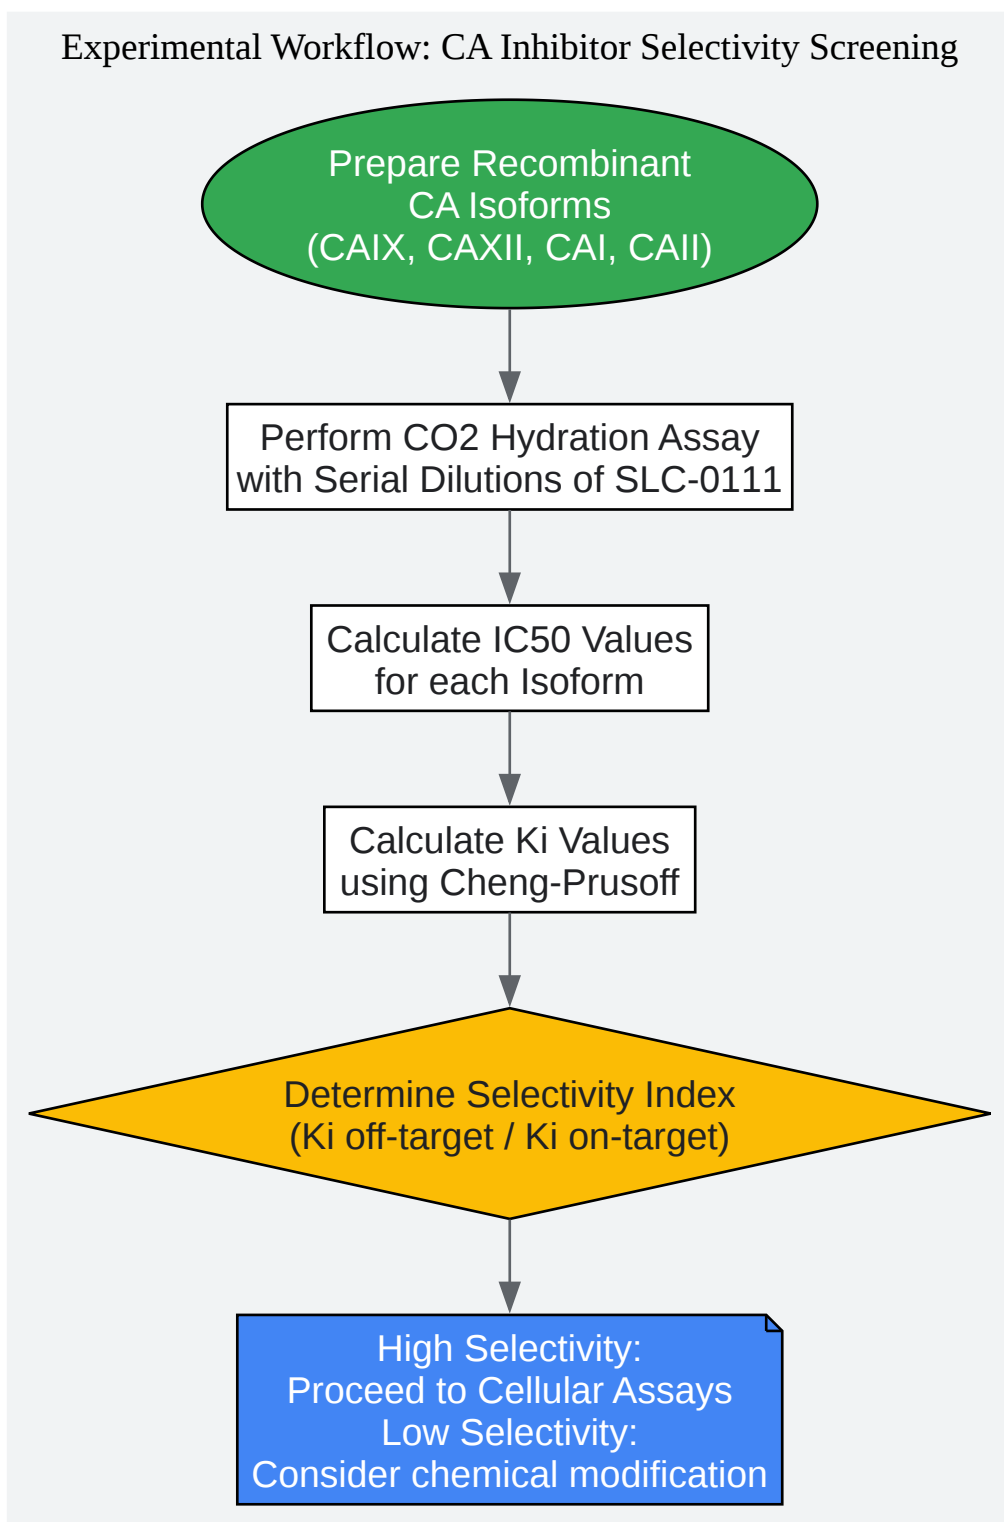 Experimental Workflow: CA Inhibitor Selectivity Screening
Prepare Recombinant
CA Isoforms
(CAIX, CAXII, CAI, CAII)
Perform CO2 Hydration Assay
with Serial Dilutions of SLC-0111
Calculate IC50 Values
for each Isoform
Calculate Ki Values
using Cheng-Prusoff
Determine Selectivity Index
(Ki off-target / Ki on-target)
High Selectivity:
Proceed to Cellular Assays
Low Selectivity:
Consider chemical modification